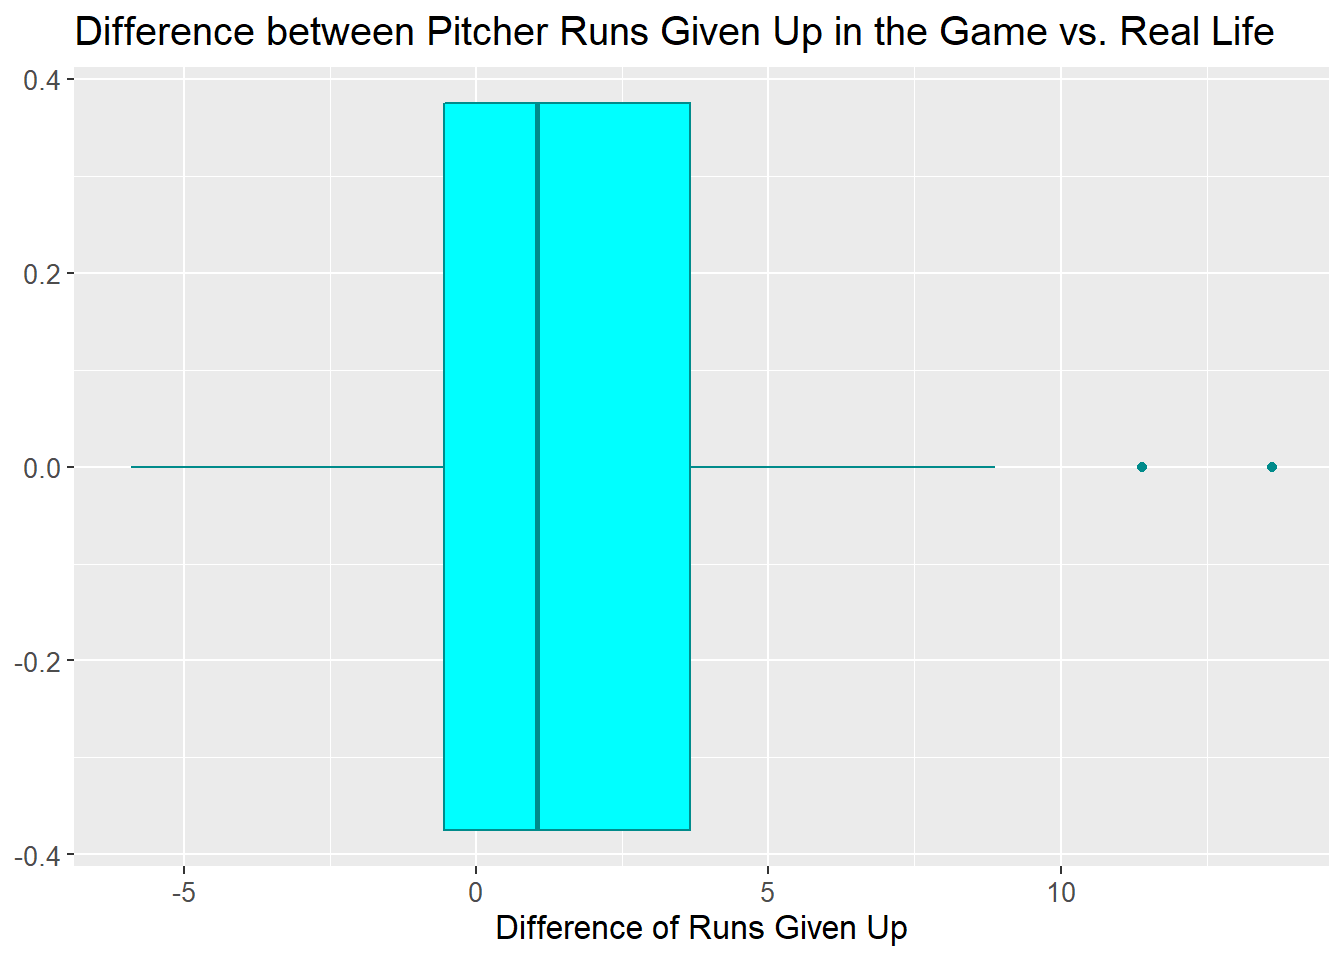 Difference between Pitcher Runs Given Up in the Game vs. Real Life
0.4
0.2
0.0
-0.2
-0.4
-5 0 5 10
Difference of Runs Given Up